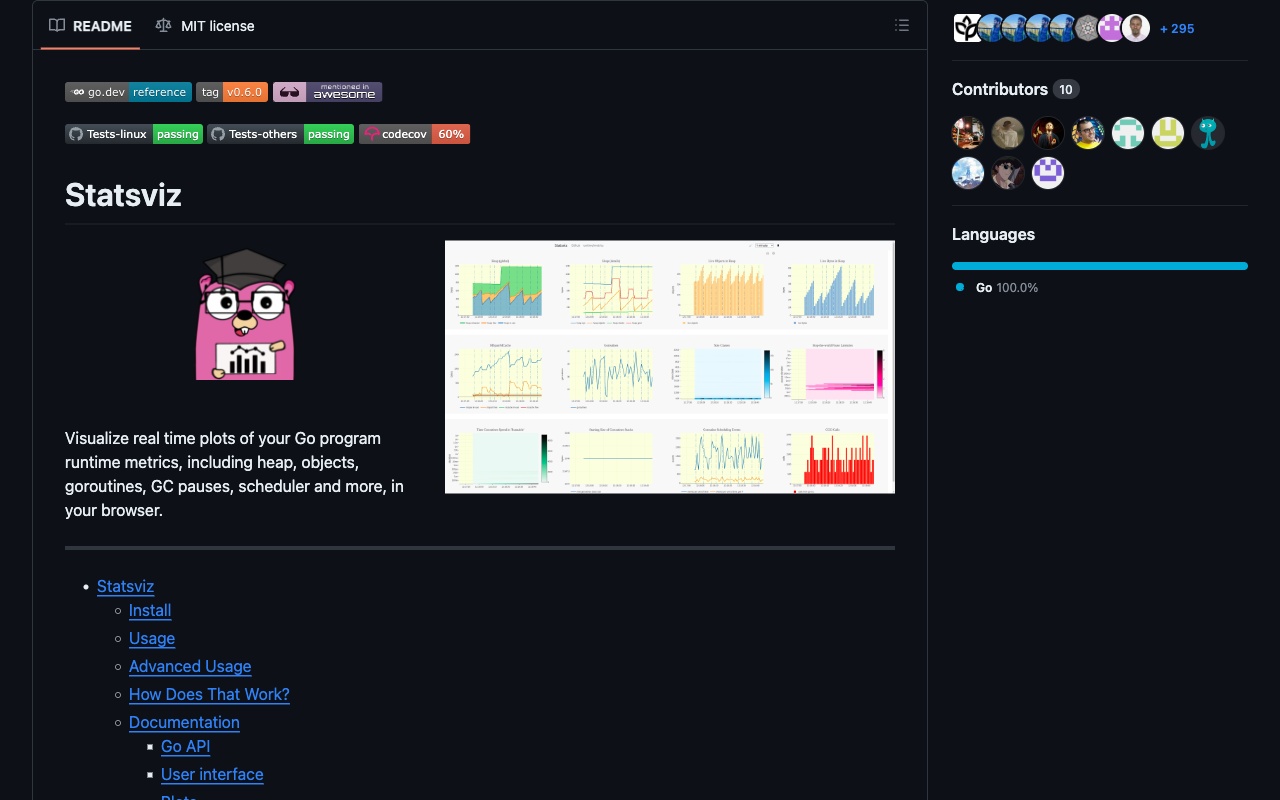 README
MIT license
go.dev reference
tag v0.6.0
mentioned in awesome
Tests-linux passing
Tests-others passing
codecov 60%
Statsviz
Visualize real time plots of your Go program
runtime metrics, including heap, objects,
goroutines, GC pauses, scheduler and more, in
your browser.
Statsviz
Install
Usage
Advanced Usage
How Does That Work?
Documentation
Go API
User interface
Plots
+ 295
Contributors 10
Languages
Go 100.0%